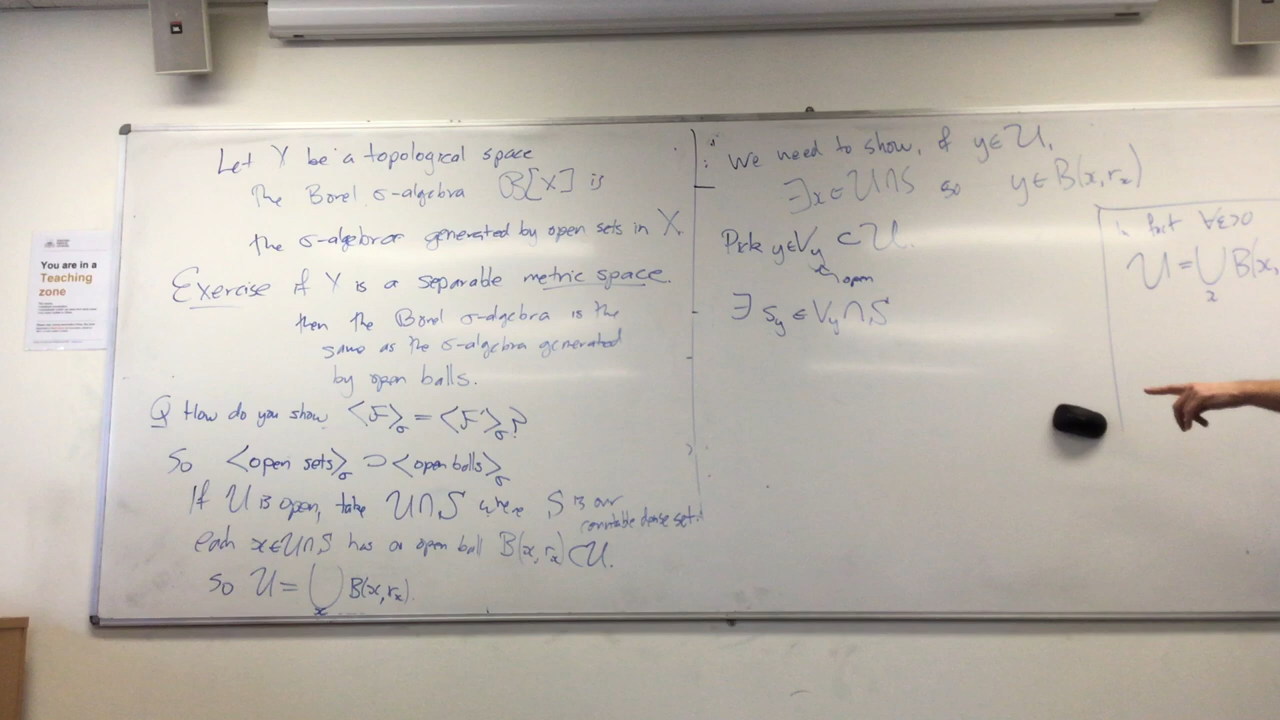 You are in a
Teaching
zone
Let X be a topological space
The Borel σ-algebra B[X] is
the σ-algebra generated by open sets in X
Exercise if X is a separable metric space
then the Borel σ-algebra is the
same as the σ-algebra generated
by open balls.
Q How do you show ⟨F⟩σ = ⟨F'⟩σ?
So ⟨open sets⟩σ ⊃ ⟨open balls⟩σ
If U is open, take U∩S where S is our
countable dense set.
each x∈U∩S has an open ball B(x,rₓ)⊂U.
So U = ⋃ B(x,rₓ).
x
We need to show, if y∈U,
∃x∈U∩S so y∈B(x,rₓ)
Pick y∈V_y ⊂ U.
open
∃ s_y ∈ V_y∩S
In fact ∀ε>0
U = ⋃ B(x,
x